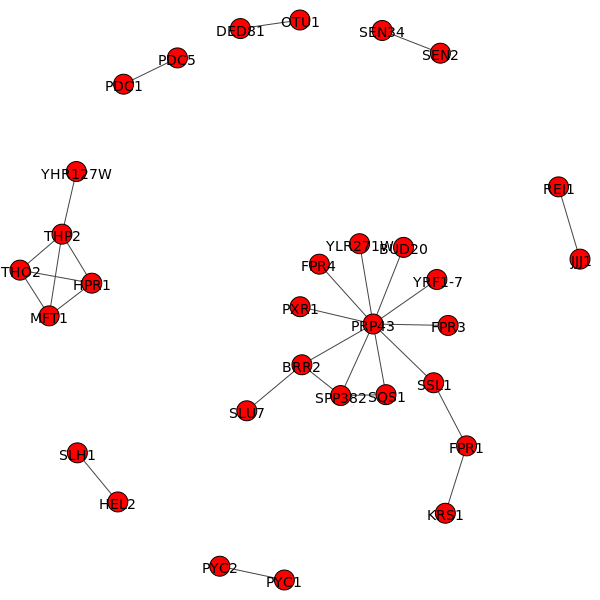 OTU1
DED81
SEN34
SEN2
PDC5
PDC1
YHR127W
REI1
THP2
YLR271W
BUD20
JJJ1
FPR4
THO2
HPR1
YRF1-7
PXR1
MFT1
PRP43
FPR3
BRR2
SSL1
SPP382
SQS1
SLU7
FPR1
SLH1
HEL2
KRS1
PYC2
PYC1